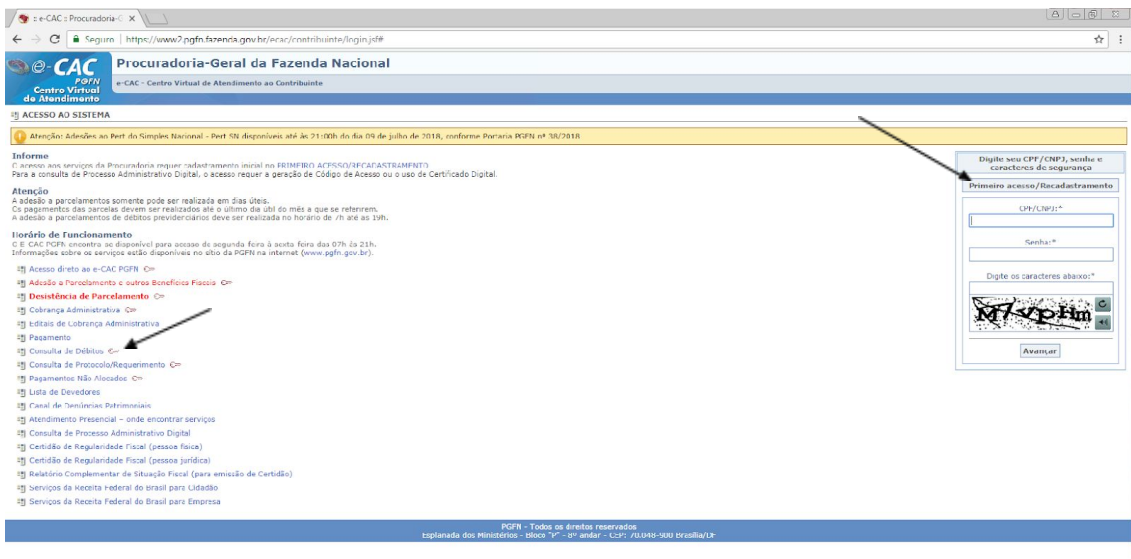 :: e-CAC :: Procuradoria-G
Seguro | https://www2.pgfn.fazenda.gov.br/ecac/contribuinte/login.jsf#
e-CAC
PGFN
Centro Virtual
de Atendimento
Procuradoria-Geral da Fazenda Nacional
e-CAC - Centro Virtual de Atendimento ao Contribuinte
ACESSO AO SISTEMA
Atenção: Adesões ao Pert do Simples Nacional - Pert SN disponíveis até às 21:00h do dia 09 de julho de 2018, conforme Portaria PGFN nº 38/2018
Informe
O acesso aos serviços da Procuradoria requer cadastramento inicial no PRIMEIRO ACESSO/RECADASTRAMENTO
Para a consulta de Processo Administrativo Digital, o acesso requer a geração de Código de Acesso ou o uso de Certificado Digital.
Atenção
A adesão a parcelamentos somente pode ser realizada em dias úteis.
Os pagamentos das parcelas devem ser realizados até o último dia útil do mês a que se referirem.
A adesão a parcelamentos de débitos previdenciários deve ser realizada no horário de 7h até as 19h.
Horário de Funcionamento
O E-CAC PGFN encontra-se disponível para acesso de segunda-feira à sexta-feira das 07h às 21h.
Informações sobre os serviços estão disponíveis no sítio da PGFN na internet (www.pgfn.gov.br).
Acesso direto ao e-CAC PGFN
Adesão a Parcelamento e outros Benefícios Fiscais
Desistência de Parcelamento
Cobrança Administrativa
Editais de Cobrança Administrativa
Pagamento
Consulta de Débitos
Consulta de Protocolo/Requerimento
Pagamentos Não Alocados
Lista de Devedores
Canal de Denúncias Patrimoniais
Atendimento Presencial – onde encontrar serviços
Consulta de Processo Administrativo Digital
Certidão de Regularidade Fiscal (pessoa física)
Certidão de Regularidade Fiscal (pessoa jurídica)
Relatório Complementar de Situação Fiscal (para emissão de Certidão)
Serviços da Receita Federal do Brasil para Cidadão
Serviços da Receita Federal do Brasil para Empresa
Digite seu CPF/CNPJ, senha e
caracteres de segurança
Primeiro acesso/Recadastramento
CPF/CNPJ:*
Senha:*
Digite os caracteres abaixo:*
M7vpHm
Avançar
PGFN - Todos os direitos reservados
Esplanada dos Ministérios - Bloco "P" - 8º andar - CEP: 70.048-900 Brasília/DF